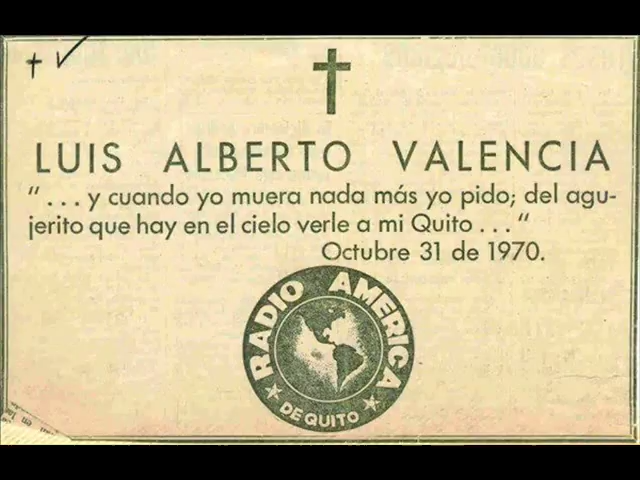 LUIS ALBERTO VALENCIA
“...y cuando yo muera nada más yo pido; del agu-
jerito que hay en el cielo verle a mi Quito...“
Octubre 31 de 1970.
RADIO AMERICA
DE QUITO